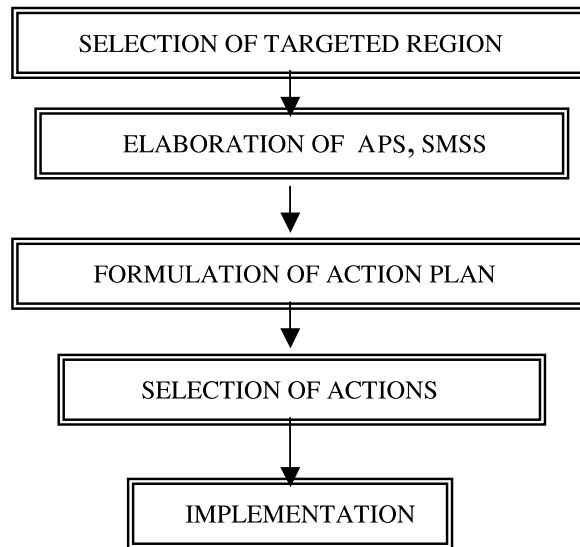 SELECTION OF TARGETED REGION
ELABORATION OF APS, SMSS
FORMULATION OF ACTION PLAN
SELECTION OF ACTIONS
IMPLEMENTATION